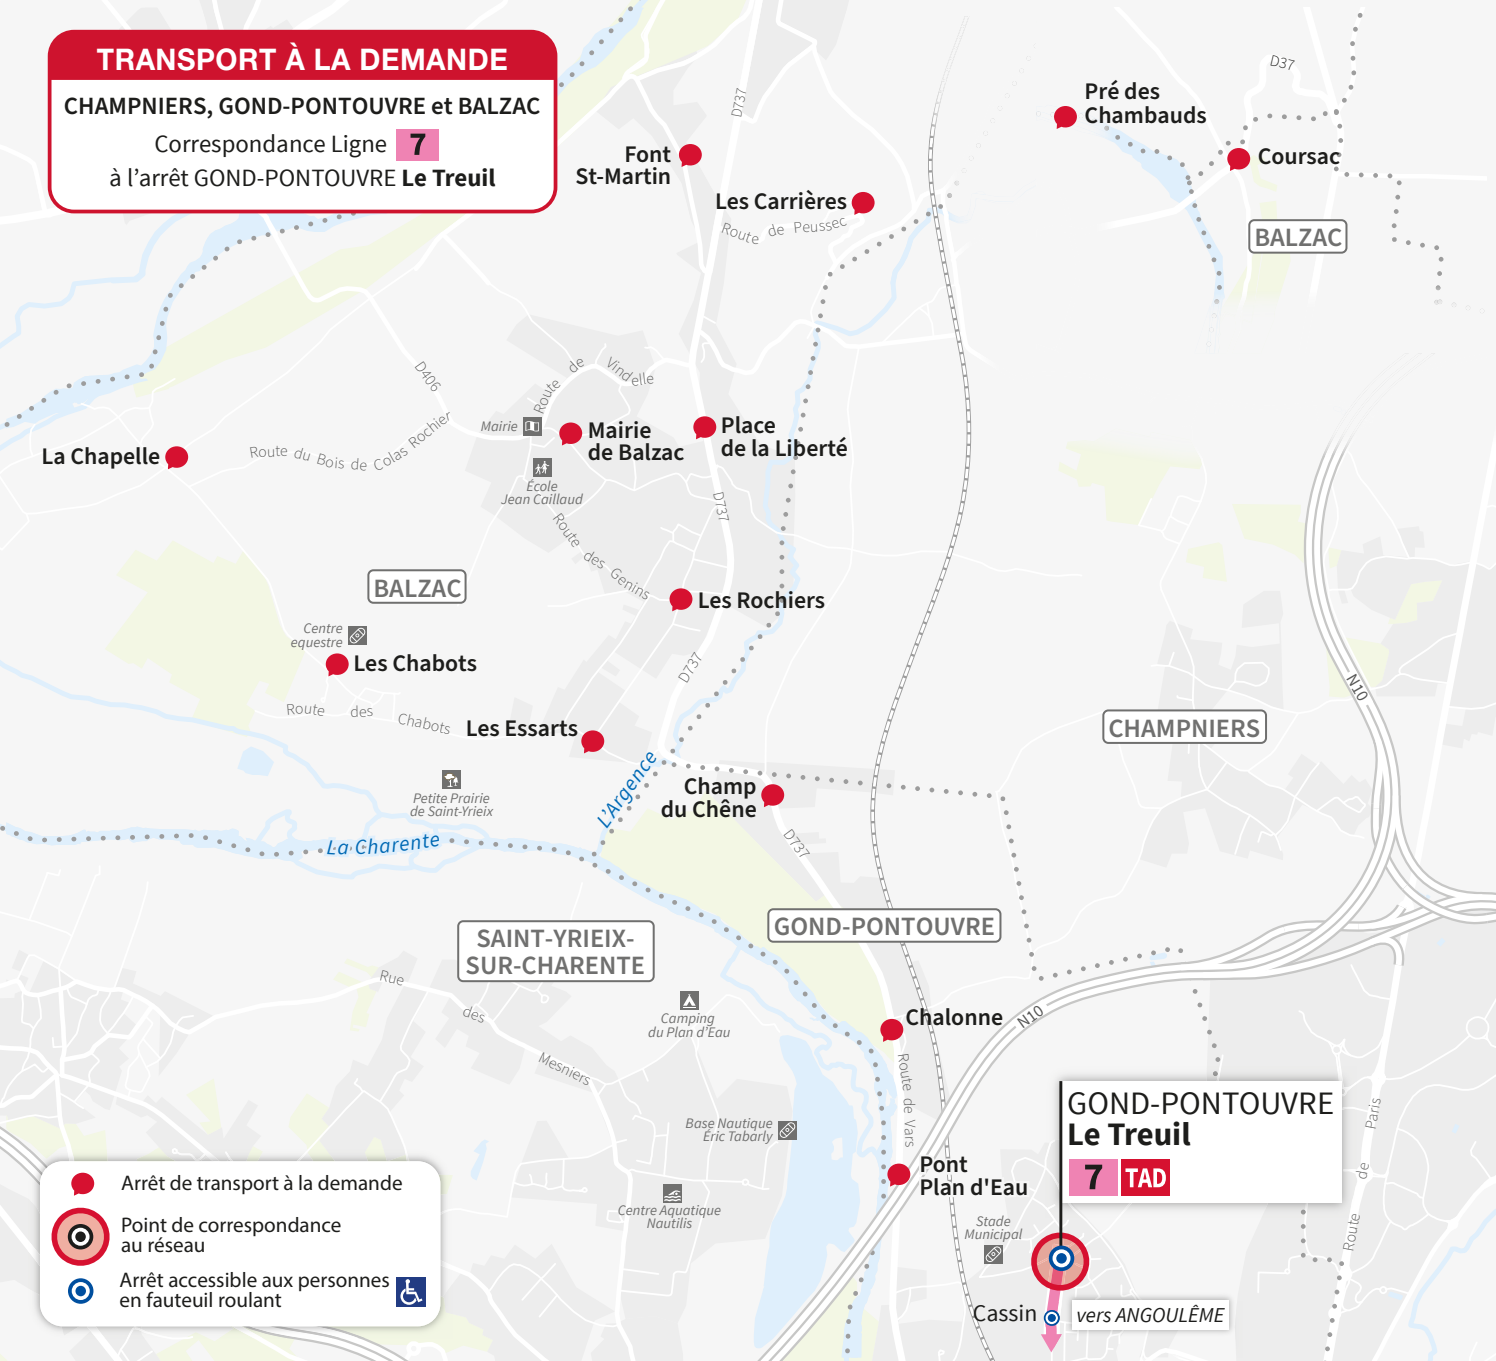 TRANSPORT À LA DEMANDE
CHAMPNIERS, GOND-PONTOUVRE et BALZAC
Correspondance Ligne 7
à l’arrêt GOND-PONTOUVRE Le Treuil
D737
D37
Pré des
Chambauds
Coursac
BALZAC
Font
St-Martin
Les Carrières
Route de Peussec
D406
Route de Vindelle
Mairie
Mairie
de Balzac
Place
de la Liberté
La Chapelle
Route du Bois de Colas Rochier
École
Jean Caillaud
D737
Route des Genins
BALZAC
Les Rochiers
Centre
equestre
Les Chabots
D737
N10
Route des Chabots
Les Essarts
CHAMPNIERS
L’Argence
Petite Prairie
de Saint-Yrieix
Champ
du Chêne
La Charente
D737
GOND-PONTOUVRE
SAINT-YRIEIX-
SUR-CHARENTE
Rue des Mesniers
Camping
du Plan d’Eau
Chalonne
N10
Route de Vars
GOND-PONTOUVRE
Le Treuil
7 TAD
Route de Paris
Base Nautique
Éric Tabarly
Pont
Plan d'Eau
Centre Aquatique
Nautilis
Stade
Municipal
Cassin
vers ANGOULÊME
Arrêt de transport à la demande
Point de correspondance
au réseau
Arrêt accessible aux personnes
en fauteuil roulant